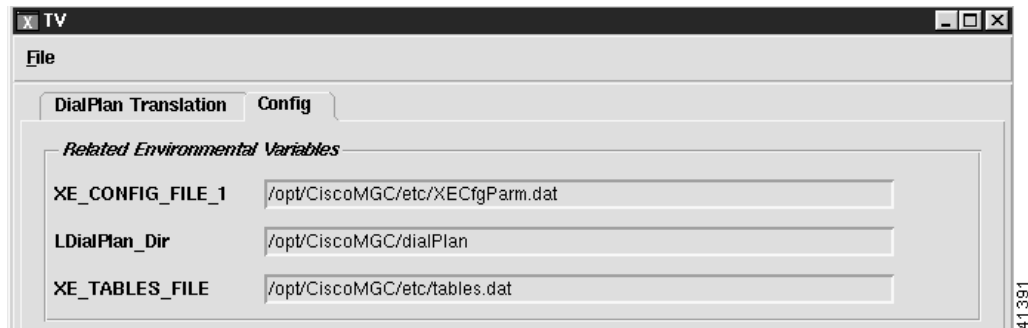 X TV
File
DialPlan Translation Config
Related Environmental Variables
XE_CONFIG_FILE_1 /opt/CiscoMGC/etc/XECfgParm.dat
LDialPlan_Dir /opt/CiscoMGC/dialPlan
XE_TABLES_FILE /opt/CiscoMGC/etc/tables.dat
41391